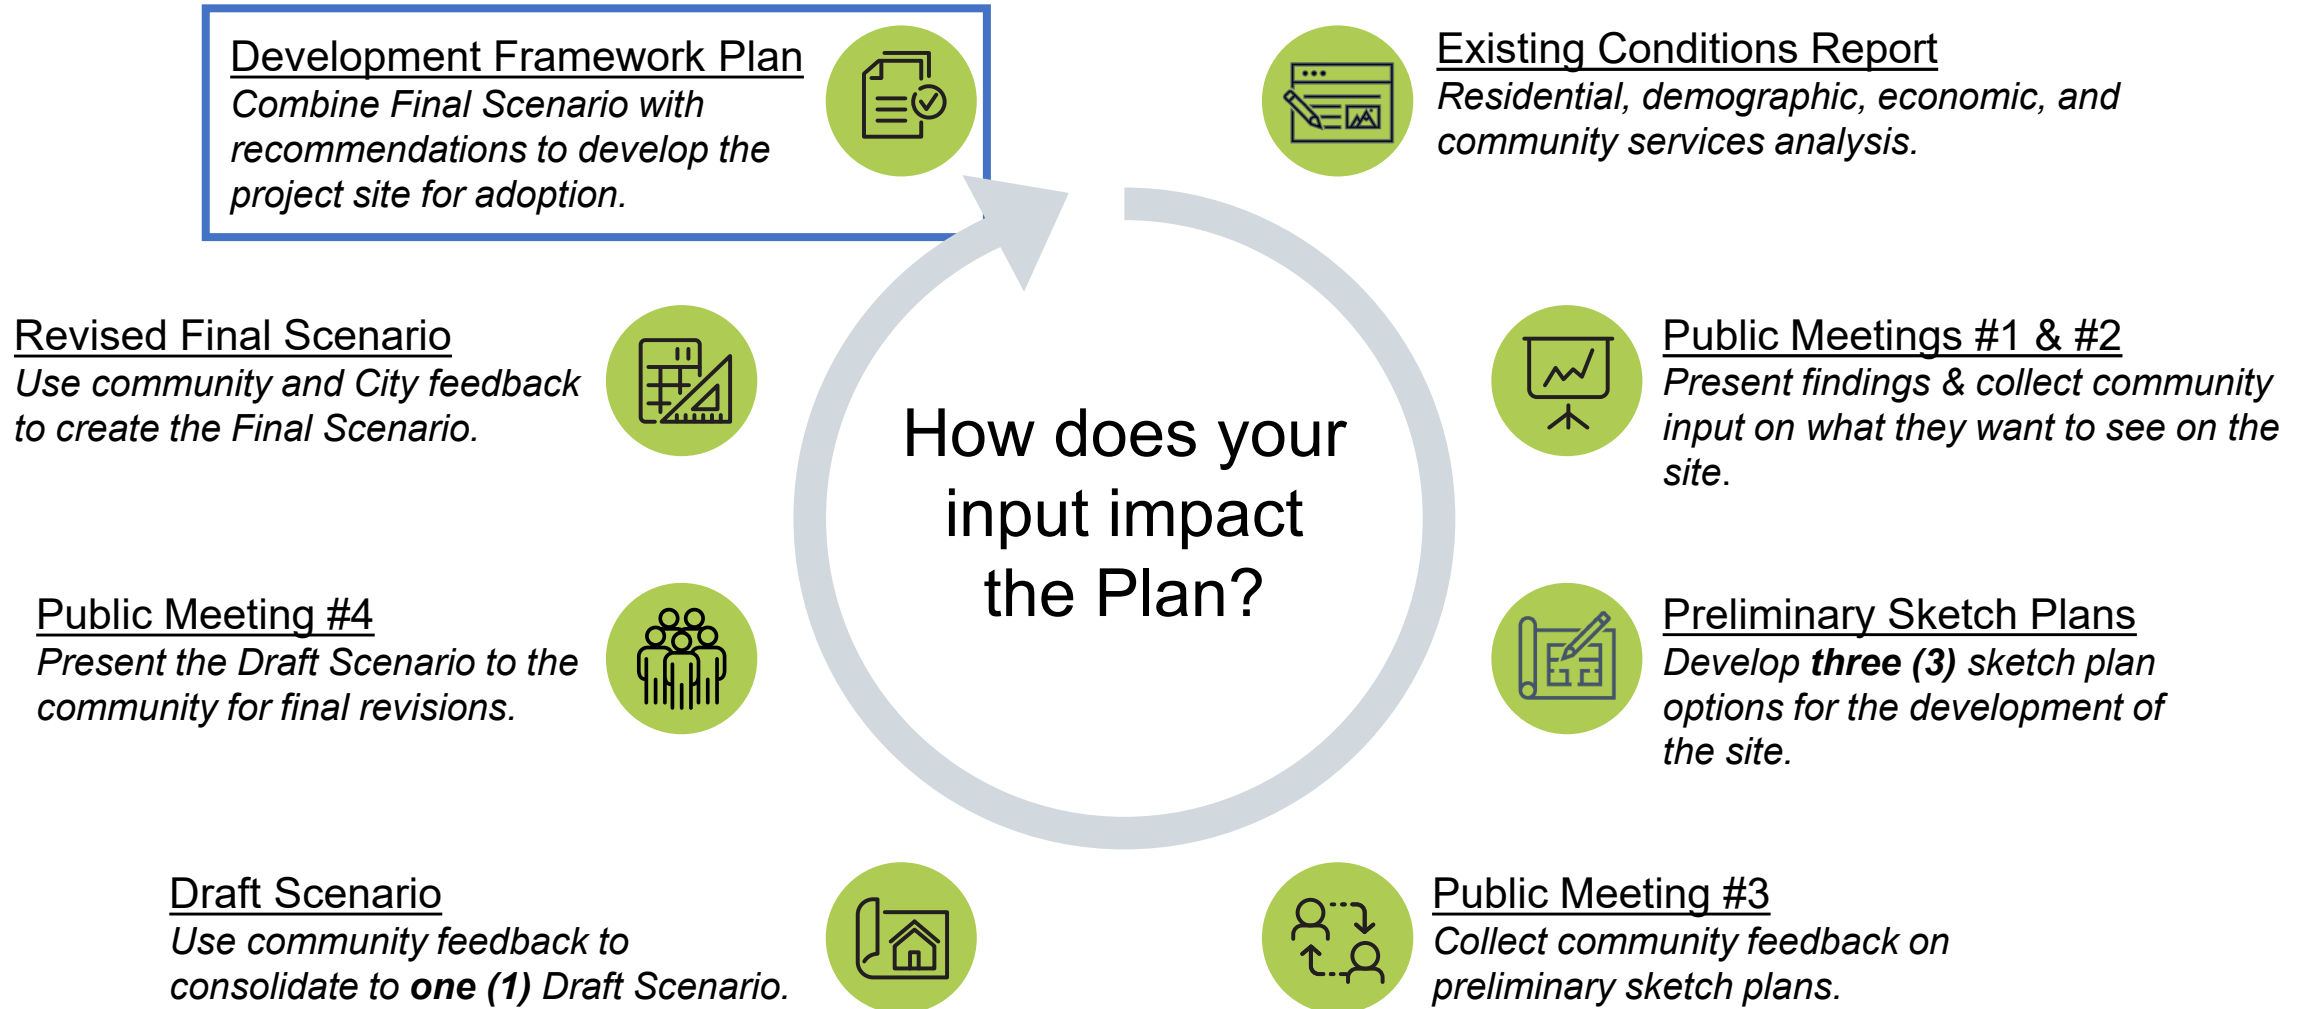 Development Framework Plan
Combine Final Scenario with
recommendations to develop the
project site for adoption.
Existing Conditions Report
Residential, demographic, economic, and
community services analysis.
Revised Final Scenario
Use community and City feedback
to create the Final Scenario.
Public Meetings #1 & #2
Present findings & collect community
input on what they want to see on the
site.
How does your
input impact
the Plan?
Public Meeting #4
Present the Draft Scenario to the
community for final revisions.
Preliminary Sketch Plans
Develop three (3) sketch plan
options for the development of
the site.
Draft Scenario
Use community feedback to
consolidate to one (1) Draft Scenario.
Public Meeting #3
Collect community feedback on
preliminary sketch plans.